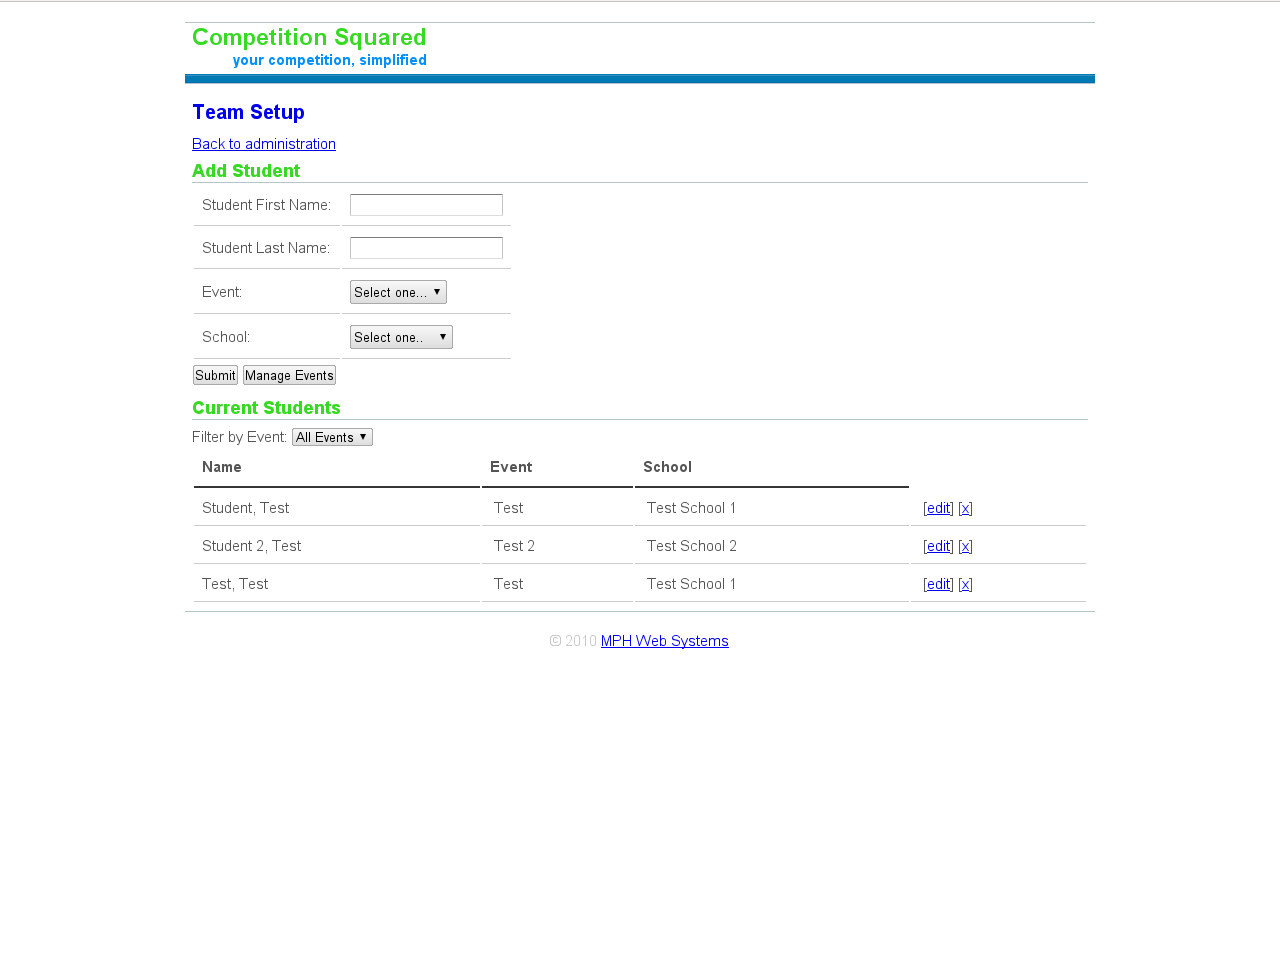 Competition Squared
your competition, simplified
Team Setup
Back to administration
Add Student
Student First Name:
Student Last Name:
Event: Select one... ▼
School: Select one.. ▼
Submit Manage Events
Current Students
Filter by Event: All Events ▼
Name Event School
Student, Test Test Test School 1 [edit] [x]
Student 2, Test Test 2 Test School 2 [edit] [x]
Test, Test Test Test School 1 [edit] [x]
© 2010 MPH Web Systems